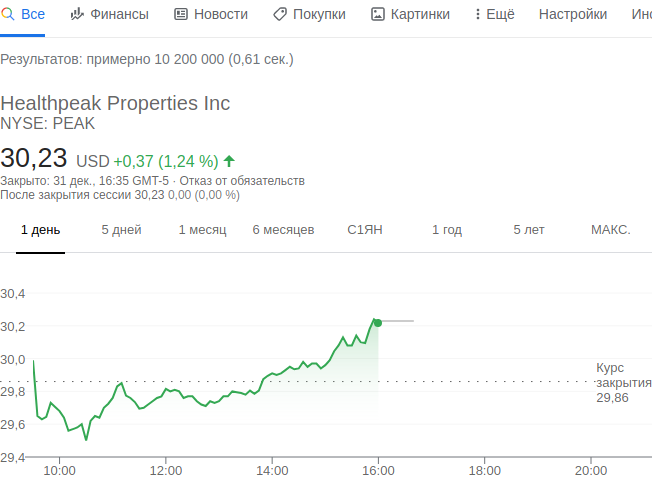 Все Финансы Новости Покупки Картинки Ещё Настройки Инс
Результатов: примерно 10 200 000 (0,61 сек.)
Healthpeak Properties Inc
NYSE: PEAK
30,23 USD +0,37 (1,24 %)
Закрыто: 31 дек., 16:35 GMT-5 · Отказ от обязательств
После закрытия сессии 30,23 0,00 (0,00 %)
1 день 5 дней 1 месяц 6 месяцев С1ЯН 1 год 5 лет МАКС.
30,4
30,2
30,0
29,8
29,6
29,4
Курс
закрытия
29,86
10:00 12:00 14:00 16:00 18:00 20:00